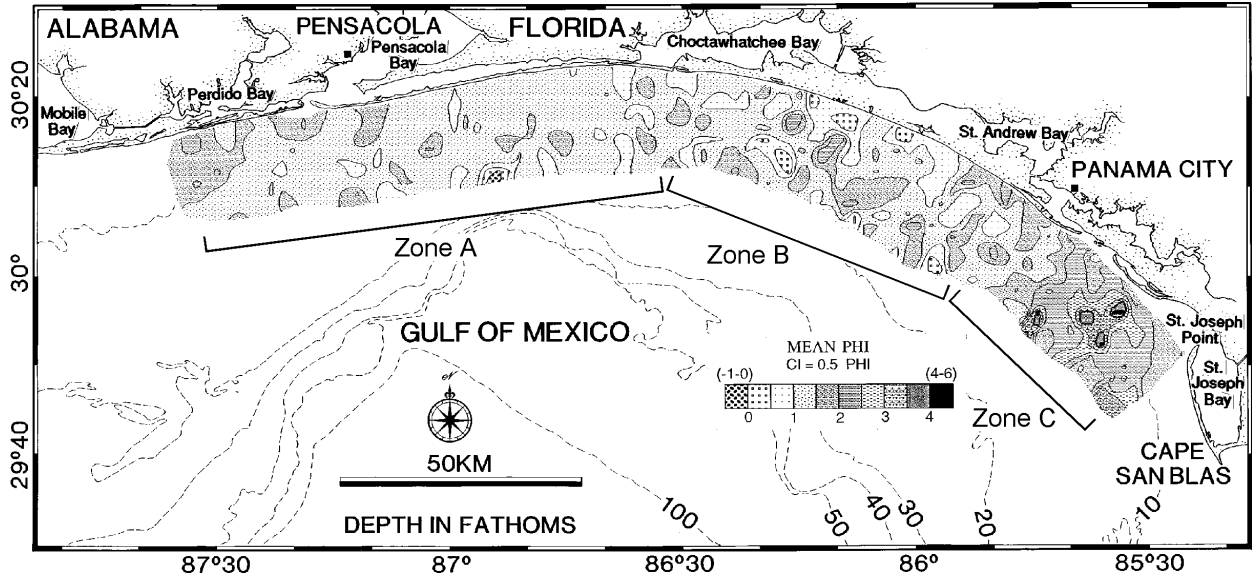 ALABAMA
PENSACOLA
FLORIDA
Pensacola
Bay
Choctawhatchee Bay
Perdido Bay
Mobile
Bay
St. Andrew Bay
PANAMA CITY
30°20
30°
29°40
Zone A
Zone B
Zone C
GULF OF MEXICO
St. Joseph
Point
St.
Joseph
Bay
CAPE
SAN BLAS
MEAN PHI
CI = 0.5 PHI
(-1-0)
(4-6)
0
1
2
3
4
50KM
DEPTH IN FATHOMS
100
50
40
30
20
10
87°30
87°
86°30
86°
85°30